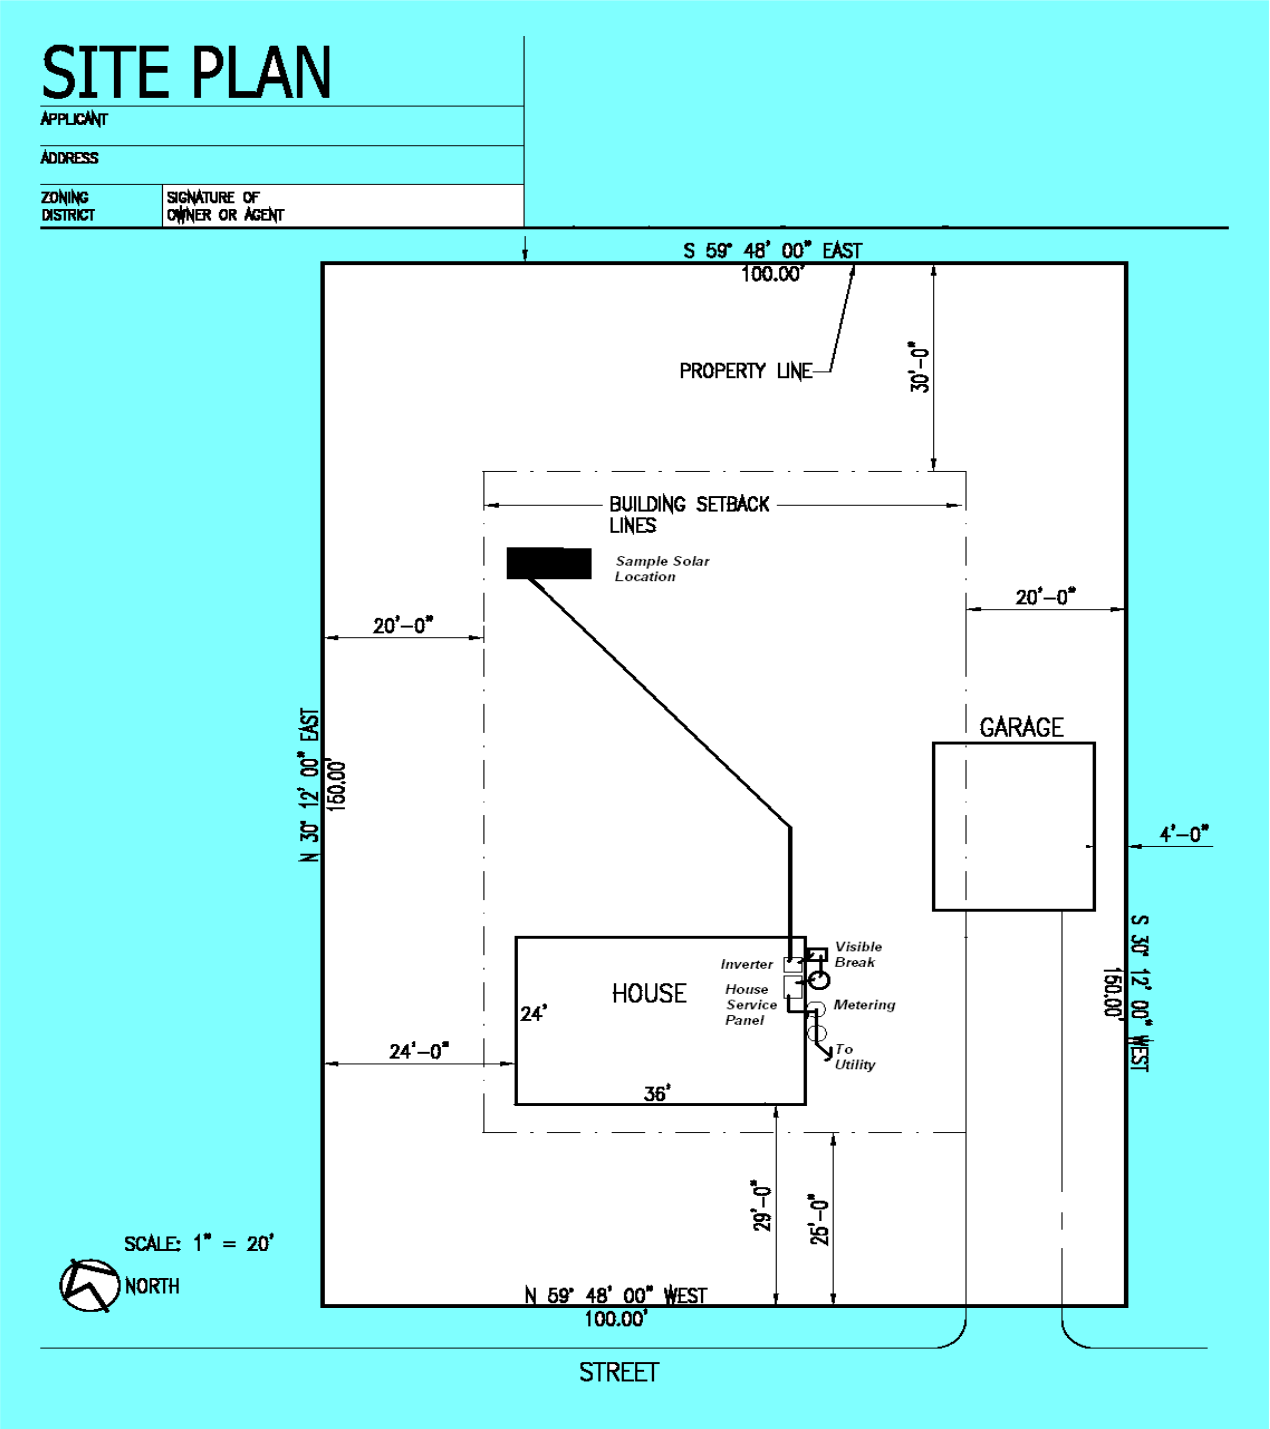 SITE PLAN
APPLICANT
ADDRESS
ZONING
DISTRICT
SIGNATURE OF
OWNER OR AGENT
S 59° 48' 00" EAST
100.00'
PROPERTY LINE
30'-0"
BUILDING SETBACK
LINES
Sample Solar
Location
20'-0"
20'-0"
N 30° 12' 00" EAST
150.00'
GARAGE
4'-0"
S 30° 12' 00" WEST
150.00'
Visible
Break
Inverter
HOUSE
House
Service
Panel
Metering
24'
24'-0"
To
Utility
36'
29'-0"
25'-0"
SCALE: 1" = 20'
NORTH
N 59° 48' 00" WEST
100.00'
STREET